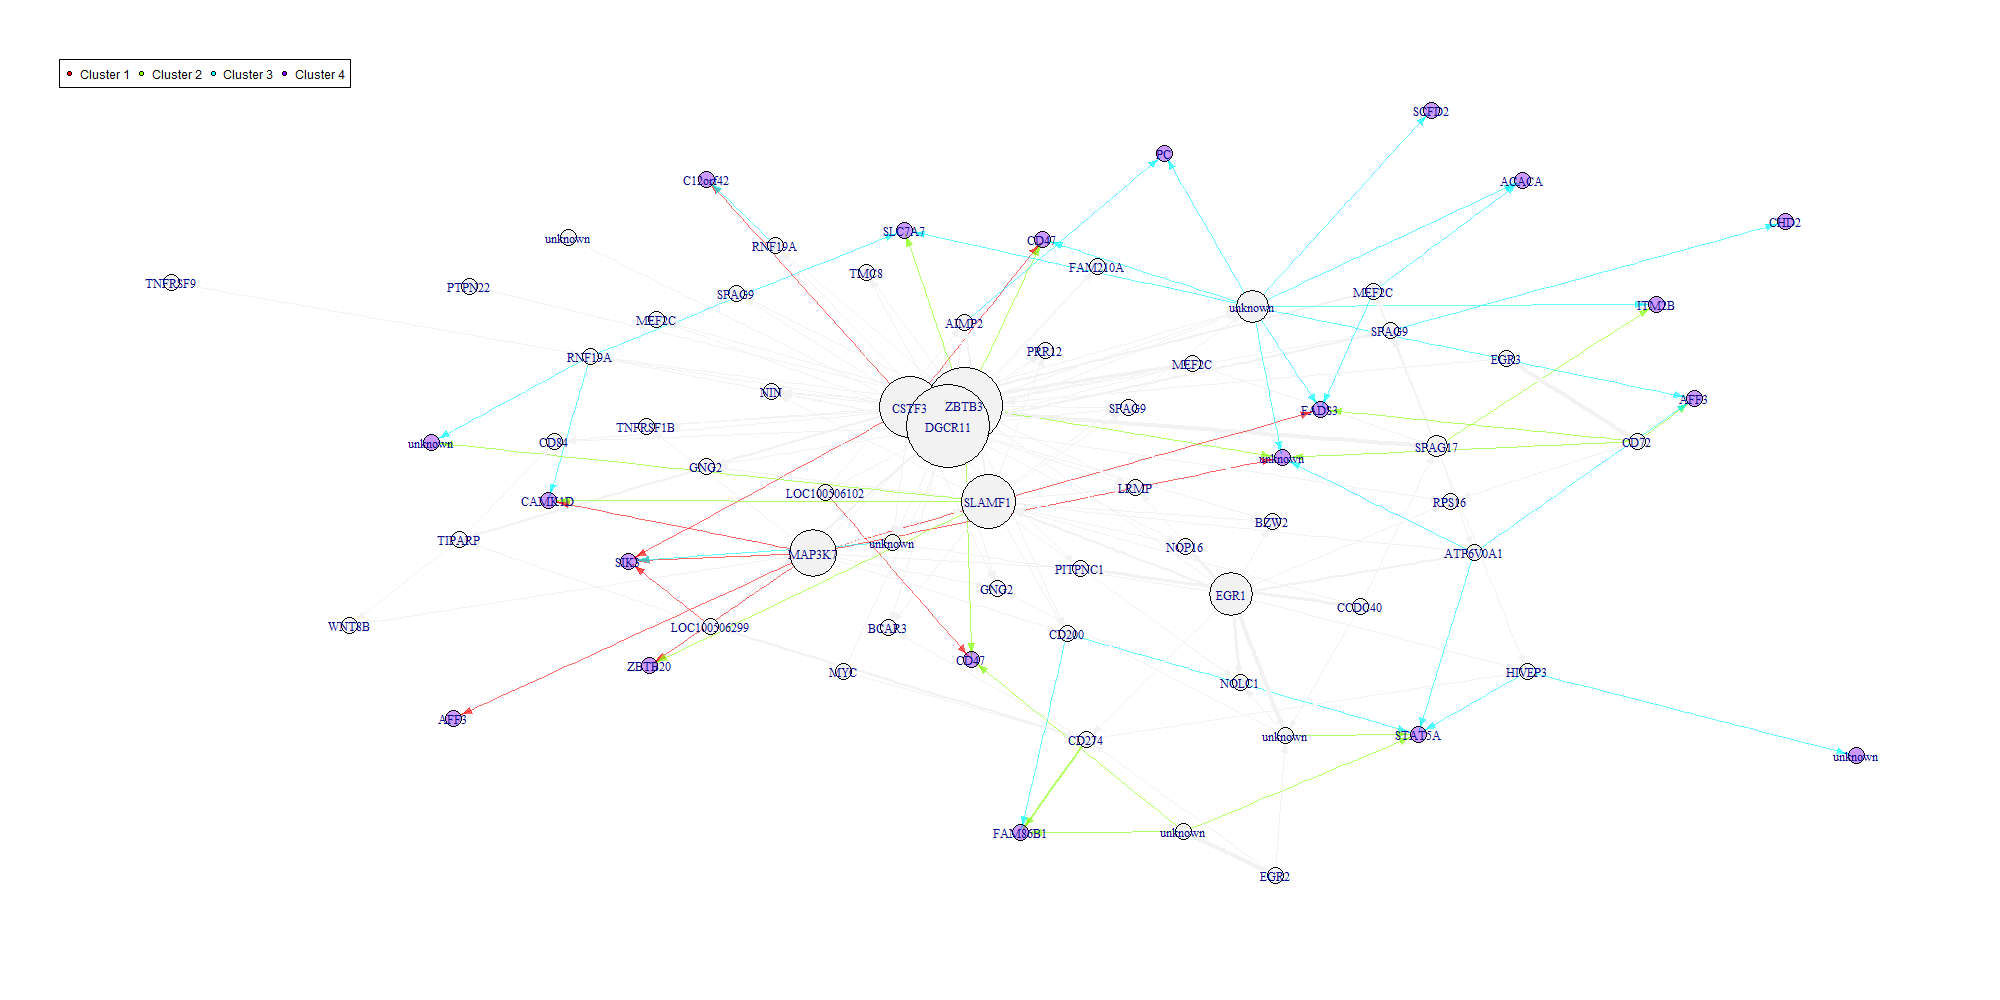 Cluster 1 Cluster 2 Cluster 3 Cluster 4
SCFD2
PC
C12orf42
ACACA
CHD2
SLC7A7
unknown
CD47
RNF19A
FAM210A
TMC8
TNFRSF9
PTPN22
SPAG9
MEF2C
unknown
ITM2B
MEF2C
AIMP2
SPAG9
PRR12
RNF19A
EGR3
MEF2C
NIN
AFF3
CSTF3
ZBTB3
SPAG9
FADS3
TNFRSF1B
DGCR11
unknown
CD84
CD72
SPAG17
unknown
GNG2
LRMP
LOC100506102
CAMK1D
SLAMF1
RPS16
BZW2
TIPARP
unknown
NOP16
MAP3K7
ATP6V0A1
SIK3
PITPNC1
GNG2
EGR1
CCDC40
WNT8B
LOC100506299
BCAR3
CD200
ZBTB20
CD47
MYC
HIVEP3
NOLC1
AFF3
CD274
unknown
STAT5A
unknown
FAM86B1
unknown
EGR2